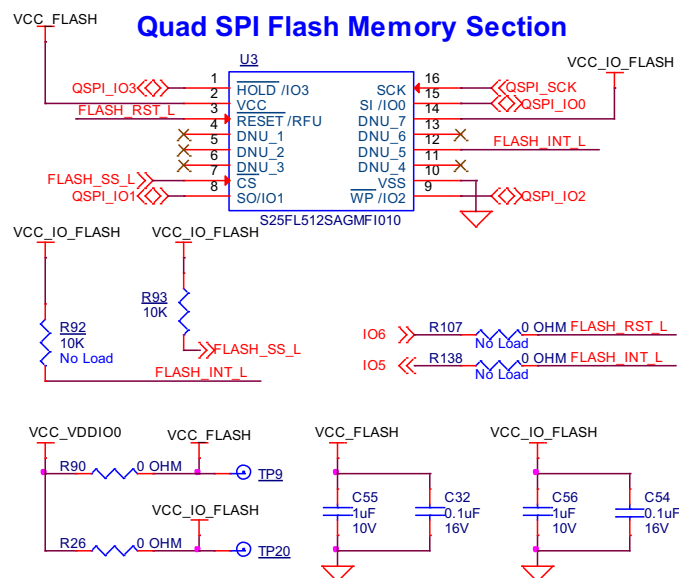 VCC_FLASH
Quad SPI Flash Memory Section
U3
VCC_IO_FLASH
QSPI_IO3 1 HOLD/IO3 SCK 16 QSPI_SCK
2 VCC SI/IO0 15 QSPI_IO0
FLASH_RST_L 3 RESET/RFU DNU_7 14
4 DNU_1 DNU_6 13
5 DNU_2 DNU_5 12 FLASH_INT_L
6 DNU_3 DNU_4 11
FLASH_SS_L 7 CS VSS 10
QSPI_IO1 8 SO/IO1 WP/IO2 9 QSPI_IO2
S25FL512SAGMFI010
VCC_IO_FLASH
R92
10K
No Load
FLASH_INT_L
VCC_IO_FLASH
R93
10K
FLASH_SS_L
IO6 R107 0 OHM FLASH_RST_L
No Load
IO5 R138 0 OHM FLASH_INT_L
No Load
VCC_VDDIO0
VCC_FLASH
R90 0 OHM TP9
VCC_IO_FLASH
R26 0 OHM TP20
VCC_FLASH
C55
1uF
10V
C32
0.1uF
16V
VCC_IO_FLASH
C56
1uF
10V
C54
0.1uF
16V